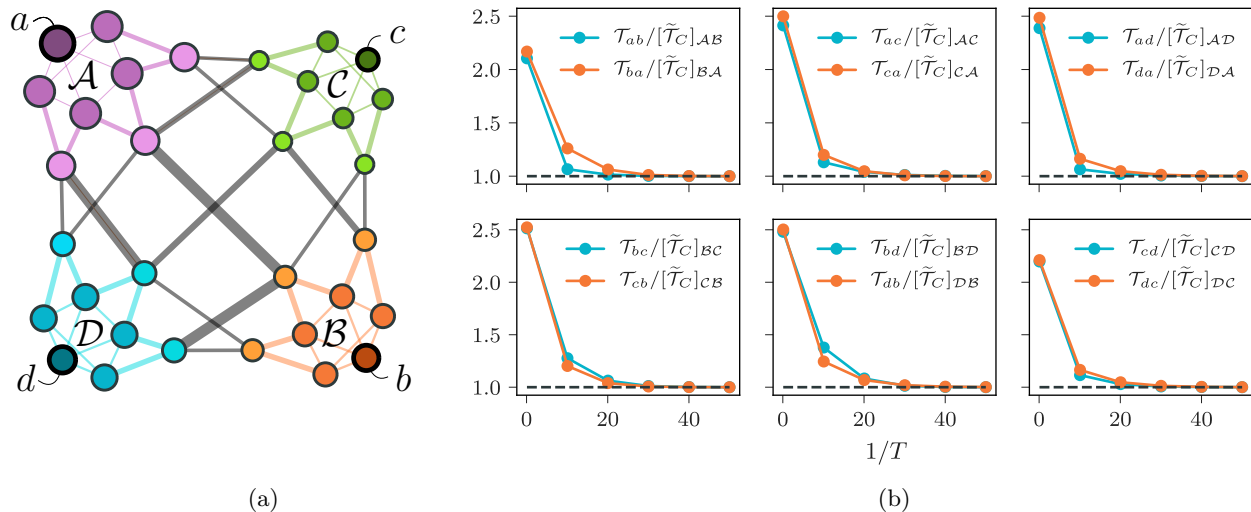 a
c
𝒜
𝒞
𝒟
ℬ
d
b
(a)
2.5
2.0
1.5
1.0
𝒯ab/[𝒯̃C]𝒜ℬ
𝒯ba/[𝒯̃C]ℬ𝒜
𝒯ac/[𝒯̃C]𝒜𝒞
𝒯ca/[𝒯̃C]𝒞𝒜
𝒯ad/[𝒯̃C]𝒜𝒟
𝒯da/[𝒯̃C]𝒟𝒜
2.5
2.0
1.5
1.0
𝒯bc/[𝒯̃C]ℬ𝒞
𝒯cb/[𝒯̃C]𝒞ℬ
𝒯bd/[𝒯̃C]ℬ𝒟
𝒯db/[𝒯̃C]𝒟ℬ
𝒯cd/[𝒯̃C]𝒞𝒟
𝒯dc/[𝒯̃C]𝒟𝒞
0 20 40
0 20 40
0 20 40
1/T
(b)